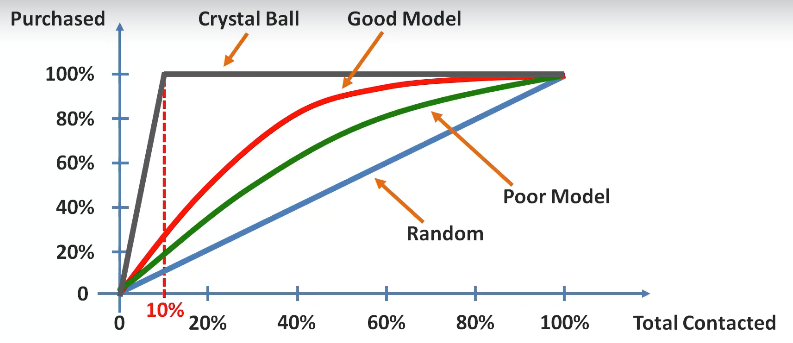 Purchased
Crystal Ball
Good Model
100%
80%
60%
Poor Model
40%
Random
20%
0
10%
0
20%
40%
60%
80%
100%
Total Contacted